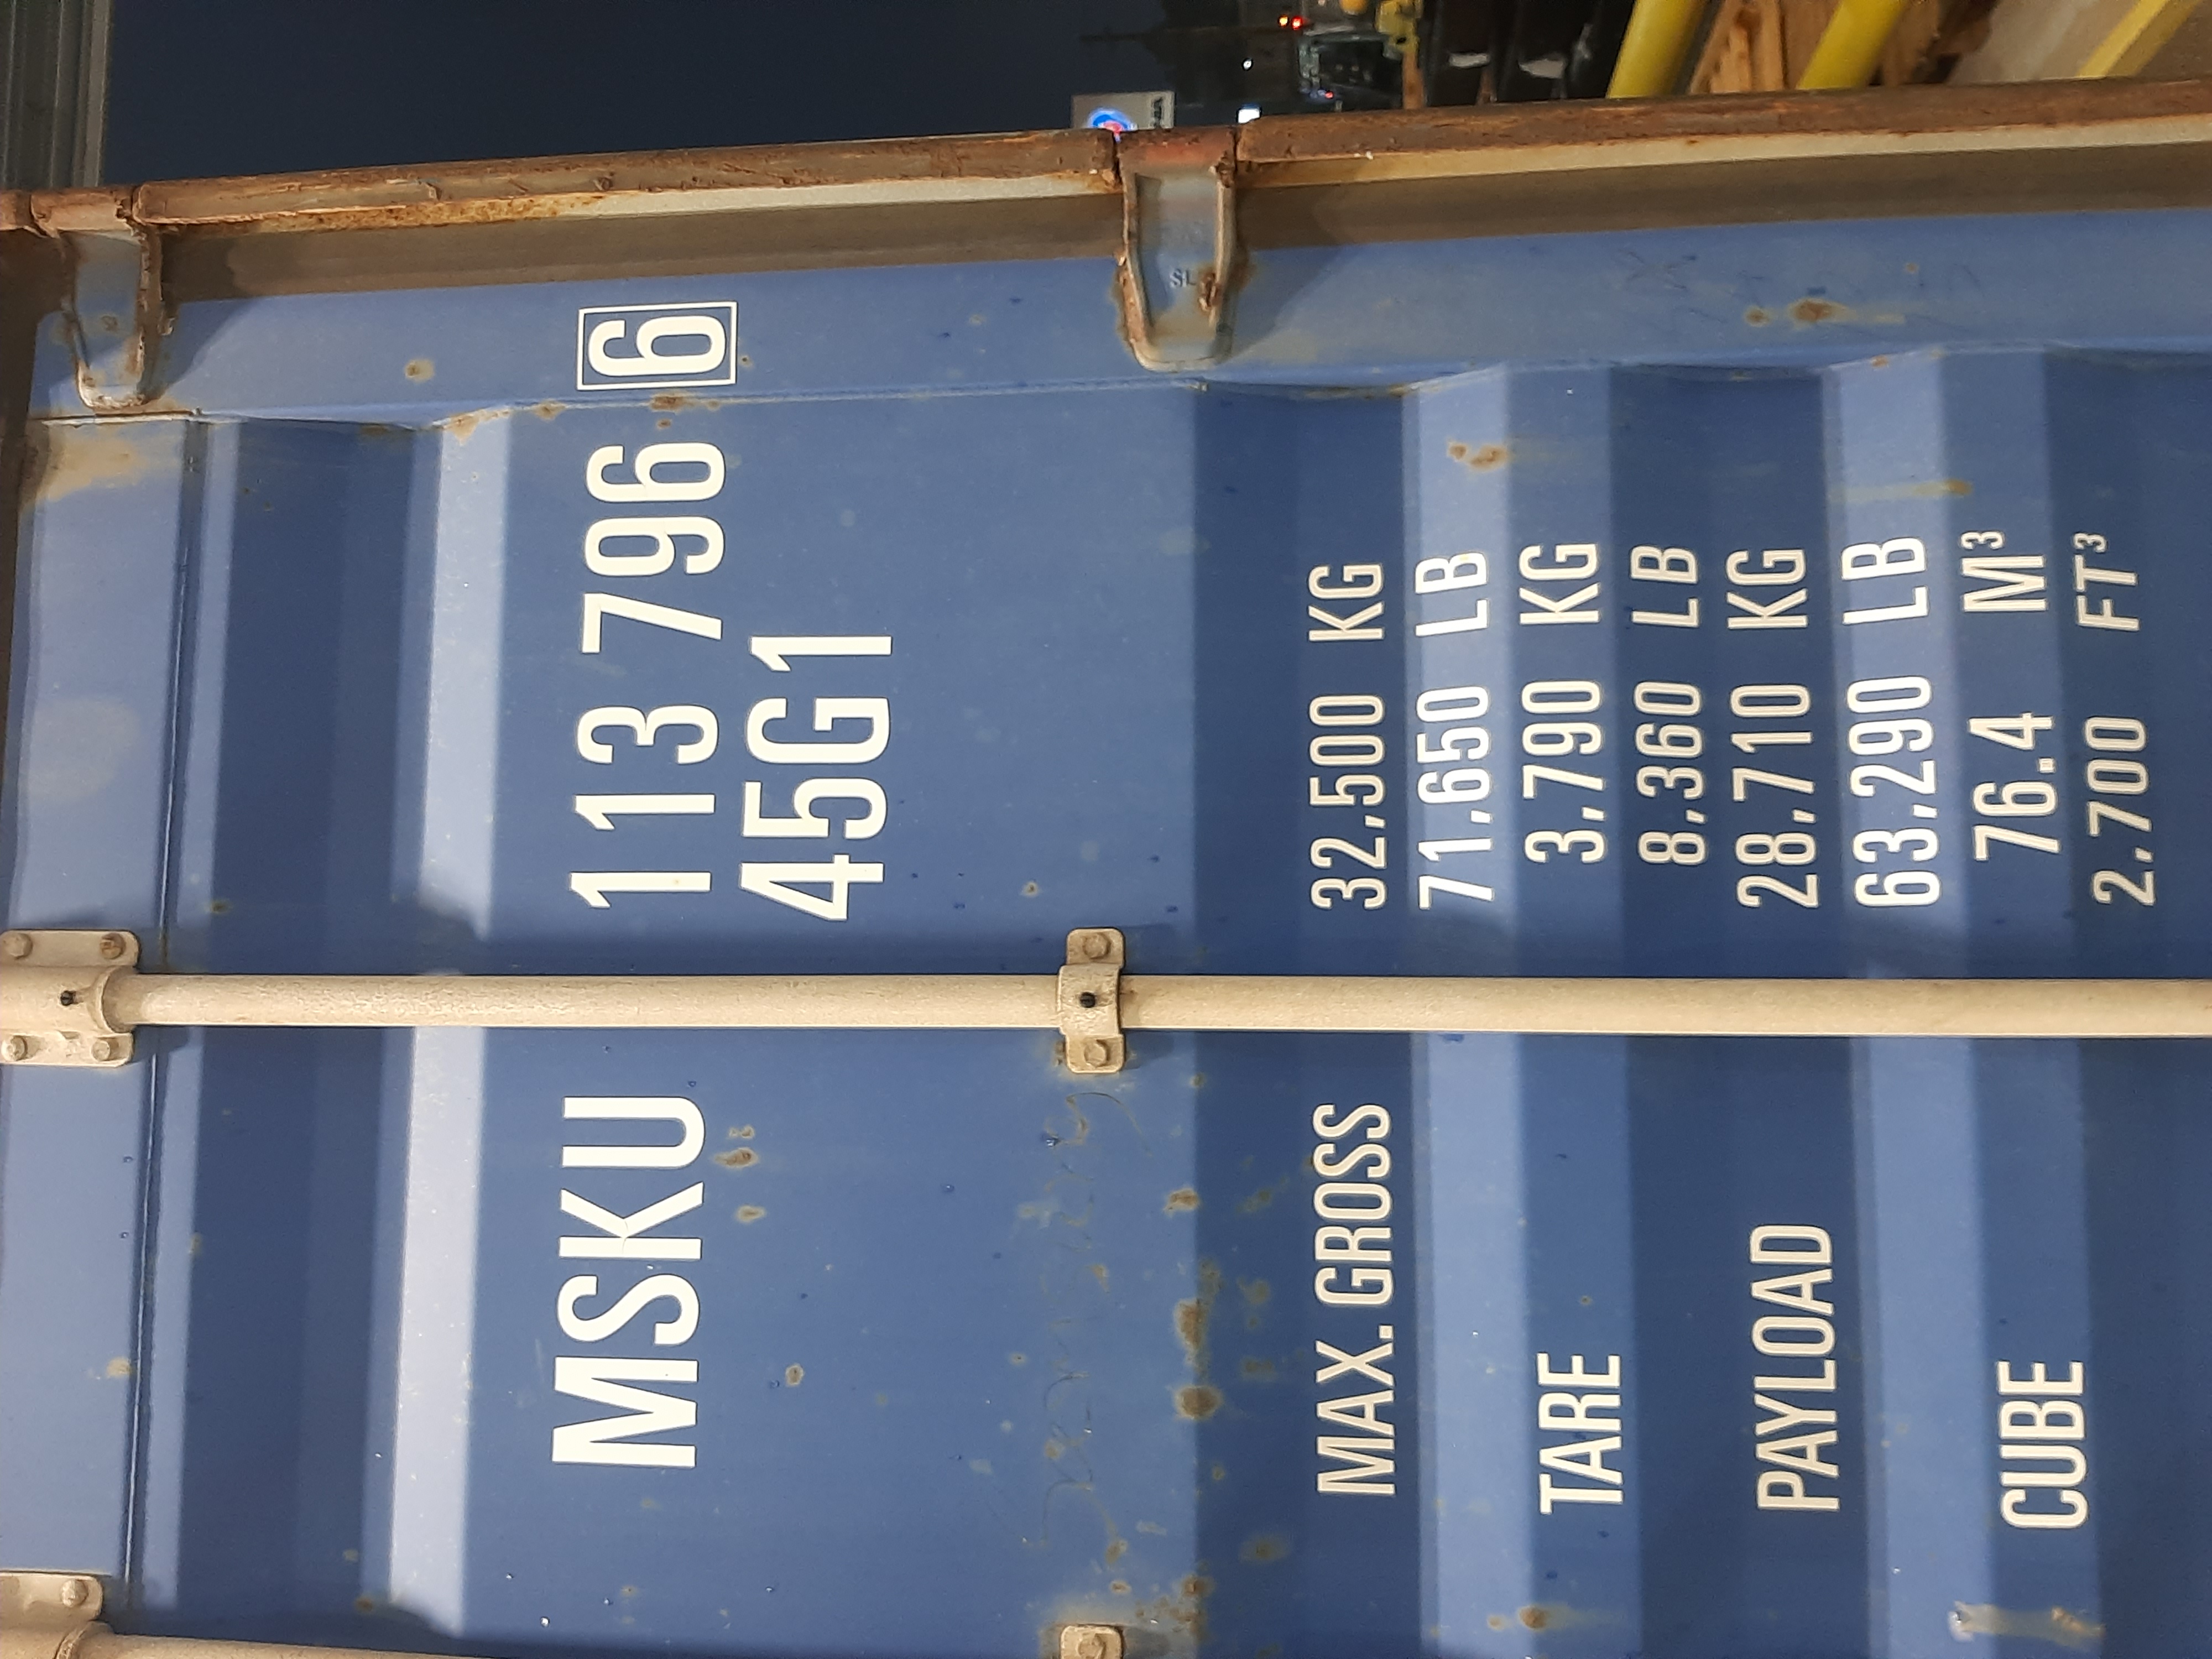 MSKU 113 796 6
45G1
MAX. GROSS 32,500 KG
71,650 LB
TARE 3,790 KG
8,360 LB
PAYLOAD 28,710 KG
63,290 LB
CUBE 76.4 M³
2,700 FT³